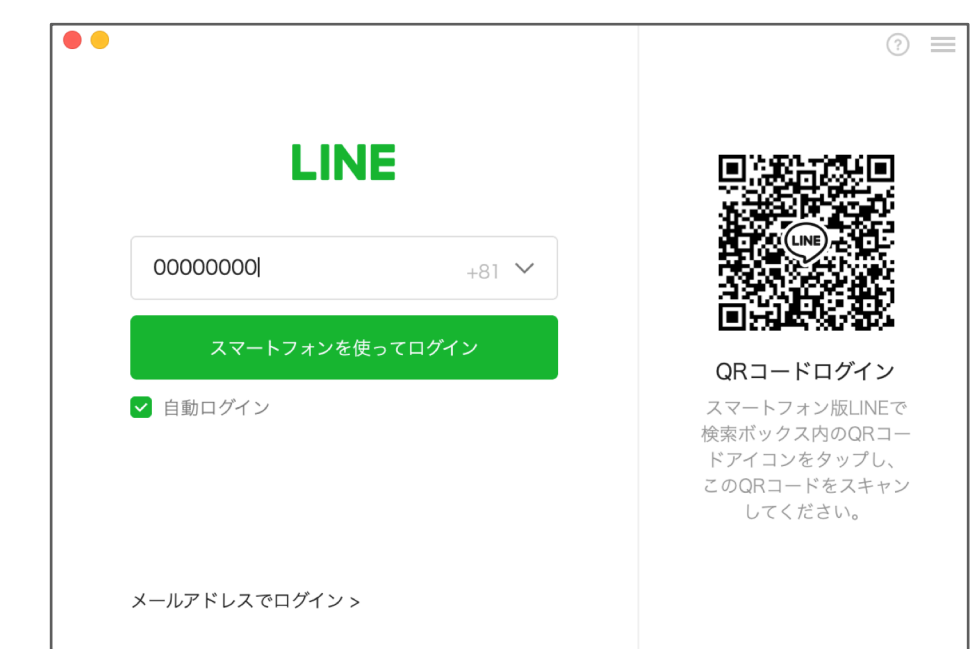 LINE
00000000
+81
スマートフォンを使ってログイン
自動ログイン
メールアドレスでログイン >
?
LINE
QRコードログイン
スマートフォン版LINEで
検索ボックス内のQRコー
ドアイコンをタップし、
このQRコードをスキャン
してください。